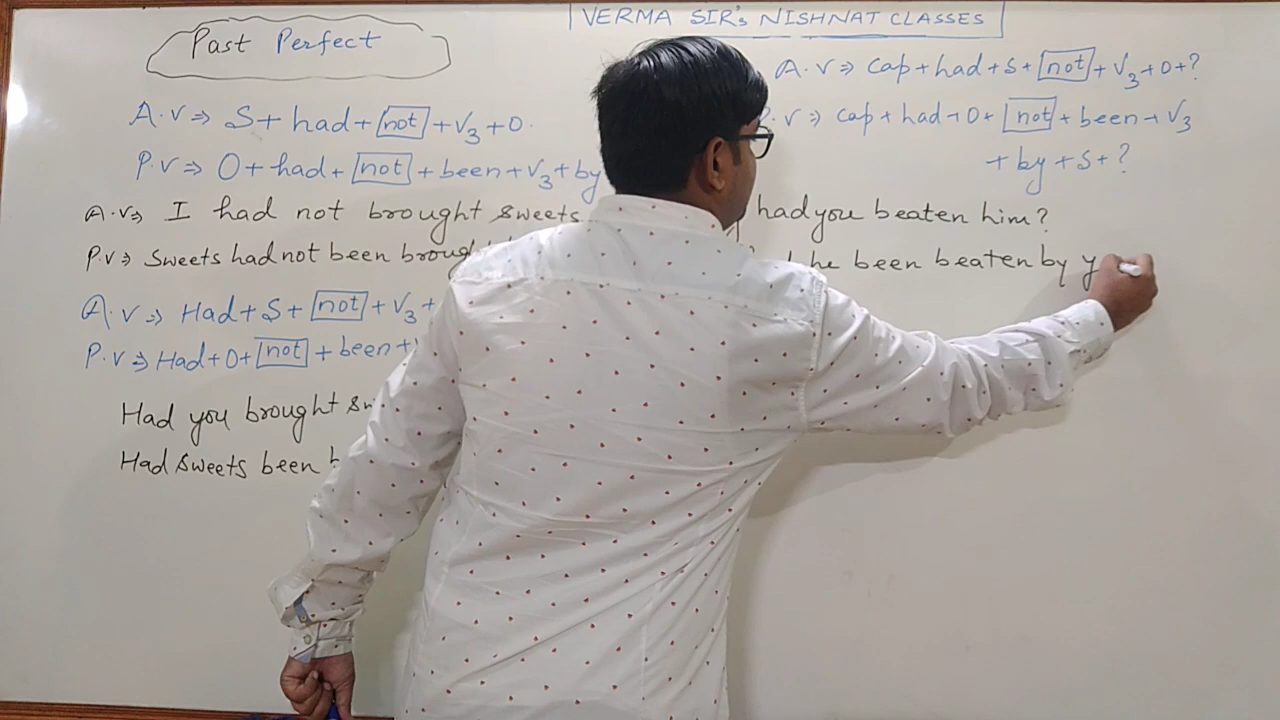 VERMA SIR's NISHNAT CLASSES
Past Perfect
A.V ⇒ S + had + not + V3 + O.
P.V ⇒ O + had + not + been + V3 + by
A.V ⇒ I had not brought sweets
P.V ⇒ Sweets had not been
A.V ⇒ Had + S + not + V3 +
P.V ⇒ Had + O + not + been +
Had you brought
Had sweets been
A.V ⇒ Cap + had + S + not + V3 + O + ?
V ⇒ Cap + had + O + not + been + V3
+ by + S + ?
had you beaten him?
he been beaten by